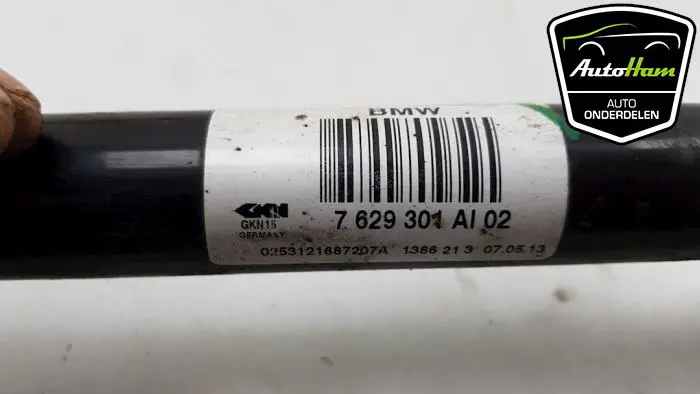 AutoHam
AUTO
ONDERDELEN
BMW
7 629 301 AI 02
GKN
GKN15
GERMANY
0253121687207A 1386 21 3 07.05.13